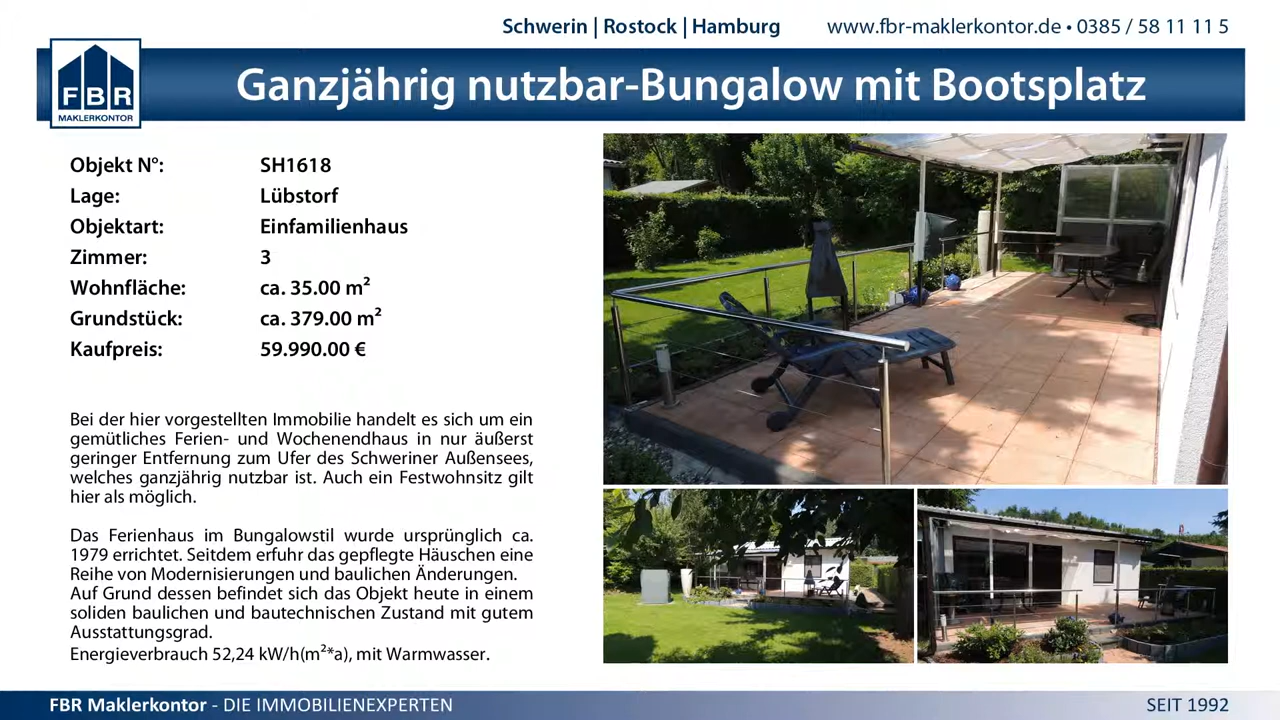 Schwerin | Rostock | Hamburg www.fbr-maklerkontor.de • 0385 / 58 11 11 5
FBR
MAKLERKONTOR
Ganzjährig nutzbar-Bungalow mit Bootsplatz
Objekt N°: SH1618
Lage: Lübstorf
Objektart: Einfamilienhaus
Zimmer: 3
Wohnfläche: ca. 35.00 m²
Grundstück: ca. 379.00 m²
Kaufpreis: 59.990.00 €
Bei der hier vorgestellten Immobilie handelt es sich um ein
gemütliches Ferien- und Wochenendhaus in nur äußerst
geringer Entfernung zum Ufer des Schweriner Außensees,
welches ganzjährig nutzbar ist. Auch ein Festwohnsitz gilt
hier als möglich.
Das Ferienhaus im Bungalowstil wurde ursprünglich ca.
1979 errichtet. Seitdem erfuhr das gepflegte Häuschen eine
Reihe von Modernisierungen und baulichen Änderungen.
Auf Grund dessen befindet sich das Objekt heute in einem
soliden baulichen und bautechnischen Zustand mit gutem
Ausstattungsgrad.
Energieverbrauch 52,24 kW/h(m²*a), mit Warmwasser.
FBR Maklerkontor - DIE IMMOBILIENEXPERTEN SEIT 1992